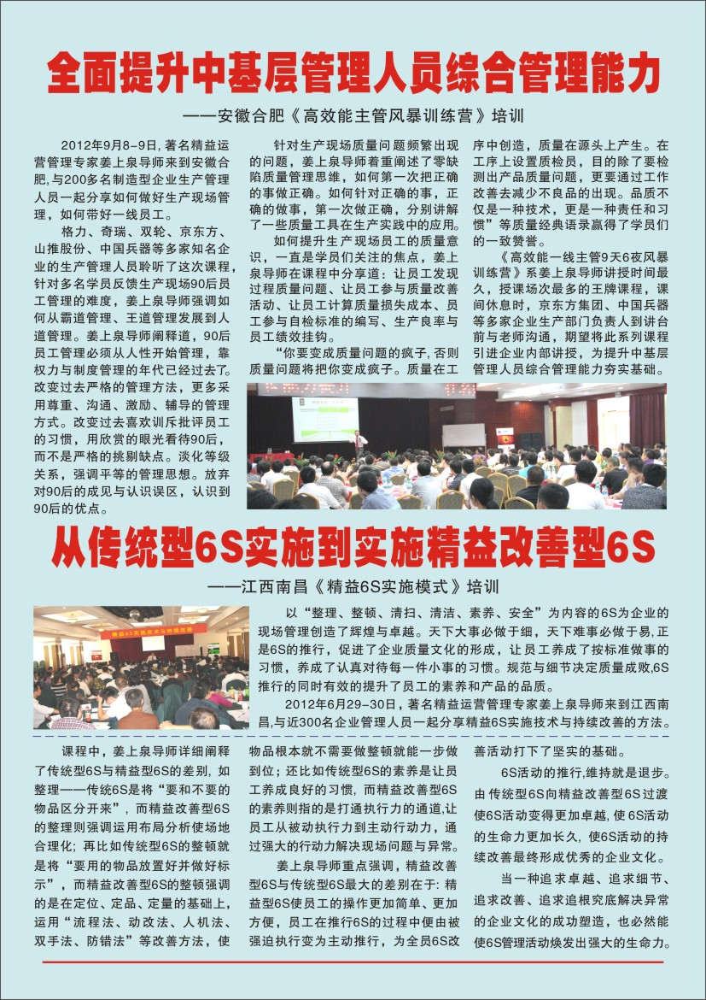 全面提升中基层管理人员综合管理能力
——安徽合肥《高效能主管风暴训练营》培训
2012年9月8-9日,著名精益运
营管理专家姜上泉导师来到安徽合
肥,与200多名制造型企业生产管理
人员一起分享如何做好生产现场管
理，如何带好一线员工。
格力、奇瑞、双轮、京东方、
山推股份、中国兵器等多家知名企
业的生产管理人员聆听了这次课程，
针对多名学员反馈生产现场90后员
工管理的难度，姜上泉导师强调如
何从霸道管理、王道管理发展到人
道管理。姜上泉导师阐释道，90后
员工管理必须从人性开始管理，靠
权力与制度管理的年代已经过去了。
改变过去严格的管理方法，更多采
用尊重、沟通、激励、辅导的管理
方式。改变过去喜欢训斥批评员工
的习惯，用欣赏的眼光看待90后，
而不是严格的挑剔缺点。淡化等级
关系，强调平等的管理思想。放弃
对90后的成见与认识误区，认识到
90后的优点。
针对生产现场质量问题频繁出现
的问题，姜上泉导师着重阐述了零缺
陷质量管理思维，如何第一次把正确
的事做正确。如何针对正确的事，正
确的做事，第一次做正确，分别讲解
了一些质量工具在生产实践中的应用。
如何提升生产现场员工的质量意
识，一直是学员们关注的焦点，姜上
泉导师在课程中分享道：让员工发现
过程质量问题、让员工参与质量改善
活动、让员工计算质量损失成本、员
工参与自检标准的编写、生产良率与
员工绩效挂钩。
“你要变成质量问题的疯子,否则
质量问题将把你变成疯子。质量在工
序中创造，质量在源头上产生。在
工序上设置质检员，目的除了要检
测出产品质量问题，更要通过工作
改善去减少不良品的出现。品质不
仅是一种技术，更是一种责任和习
惯”等质量经典语录赢得了学员们
的一致赞誉。
《高效能一线主管9天6夜风暴
训练营》系姜上泉导师讲授时间最
久，授课场次最多的王牌课程，课
间休息时，京东方集团、中国兵器
等多家企业生产部门负责人到讲台
前与老师沟通，期望将此系列课程
引进企业内部讲授，为提升中基层
管理人员综合管理能力夯实基础。
从传统型6S实施到实施精益改善型6S
——江西南昌《精益6S实施模式》培训
精益6S实施技术与持续改善
以“整理、整顿、清扫、清洁、素养、安全”为内容的6S为企业的
现场管理创造了辉煌与卓越。天下大事必做于细，天下难事必做于易,正
是6S的推行，促进了企业质量文化的形成，让员工养成了按标准做事的
习惯，养成了认真对待每一件小事的习惯。规范与细节决定质量成败,6S
推行的同时有效的提升了员工的素养和产品的品质。
2012年6月29-30日，著名精益运营管理专家姜上泉导师来到江西南
昌,与近300名企业管理人员一起分享精益6S实施技术与持续改善的方法。
课程中，姜上泉导师详细阐释
了传统型6S与精益型6S的差别, 如
整理——传统6S是将“要和不要的
物品区分开来”, 而精益改善型6S
的整理则强调运用布局分析使场地
合理化; 再比如传统型6S的整顿就
是将“要用的物品放置好并做好标
示”，而精益改善型6S的整顿强调
的是在定位、定品、定量的基础上，
运用“流程法、动改法、人机法、
双手法、防错法”等改善方法，使
物品根本就不需要做整顿就能一步做
到位；还比如传统型6S的素养是让员
工养成良好的习惯, 而精益改善型6S
的素养则指的是打通执行力的通道,让
员工从被动执行力到主动行动力，通
过强大的行动力解决现场问题与异常。
姜上泉导师重点强调，精益改善
型6S与传统型6S最大的差别在于: 精
益型6S使员工的操作更加简单、更加
方便，员工在推行6S的过程中便由被
强迫执行变为主动推行，为全员6S改
善活动打下了坚实的基础。
6S活动的推行,维持就是退步。
由传统型6S向精益改善型6S过渡
使6S活动变得更加卓越, 使 6S活动
的生命力更加长久，使6S活动的持
续改善最终形成优秀的企业文化。
当一种追求卓越、追求细节、
追求改善、追求追根究底解决异常
的企业文化的成功塑造，也必然能
使6S管理活动焕发出强大的生命力。